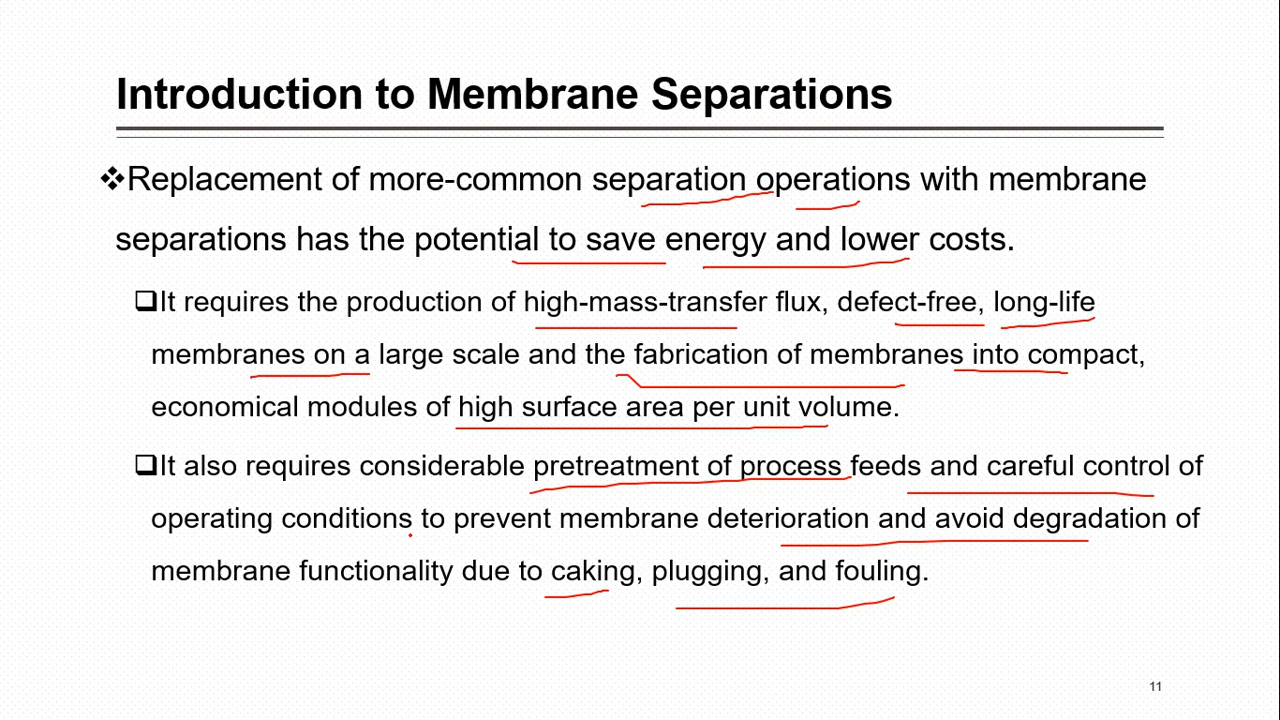 Introduction to Membrane Separations
❖Replacement of more-common separation operations with membrane
separations has the potential to save energy and lower costs.
❑It requires the production of high-mass-transfer flux, defect-free, long-life
membranes on a large scale and the fabrication of membranes into compact,
economical modules of high surface area per unit volume.
❑It also requires considerable pretreatment of process feeds and careful control of
operating conditions to prevent membrane deterioration and avoid degradation of
membrane functionality due to caking, plugging, and fouling.
11